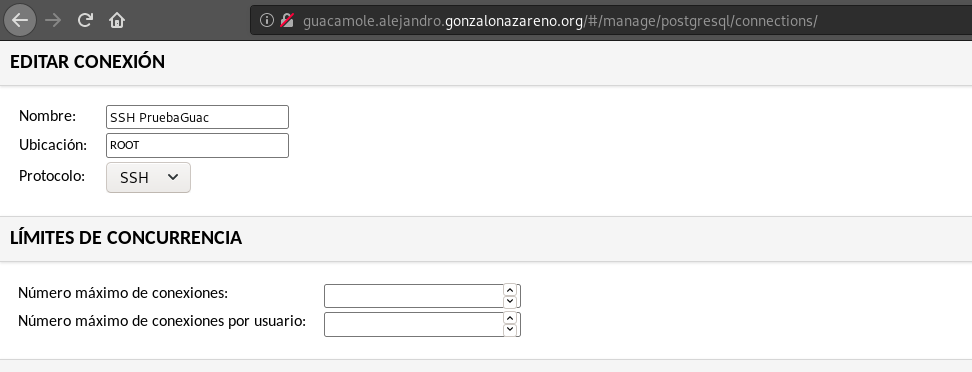 guacamole.alejandro.gonzalonazareno.org/#/manage/postgresql/connections/
EDITAR CONEXIÓN
Nombre: SSH PruebaGuac
Ubicación: ROOT
Protocolo: SSH
LÍMITES DE CONCURRENCIA
Número máximo de conexiones:
Número máximo de conexiones por usuario: